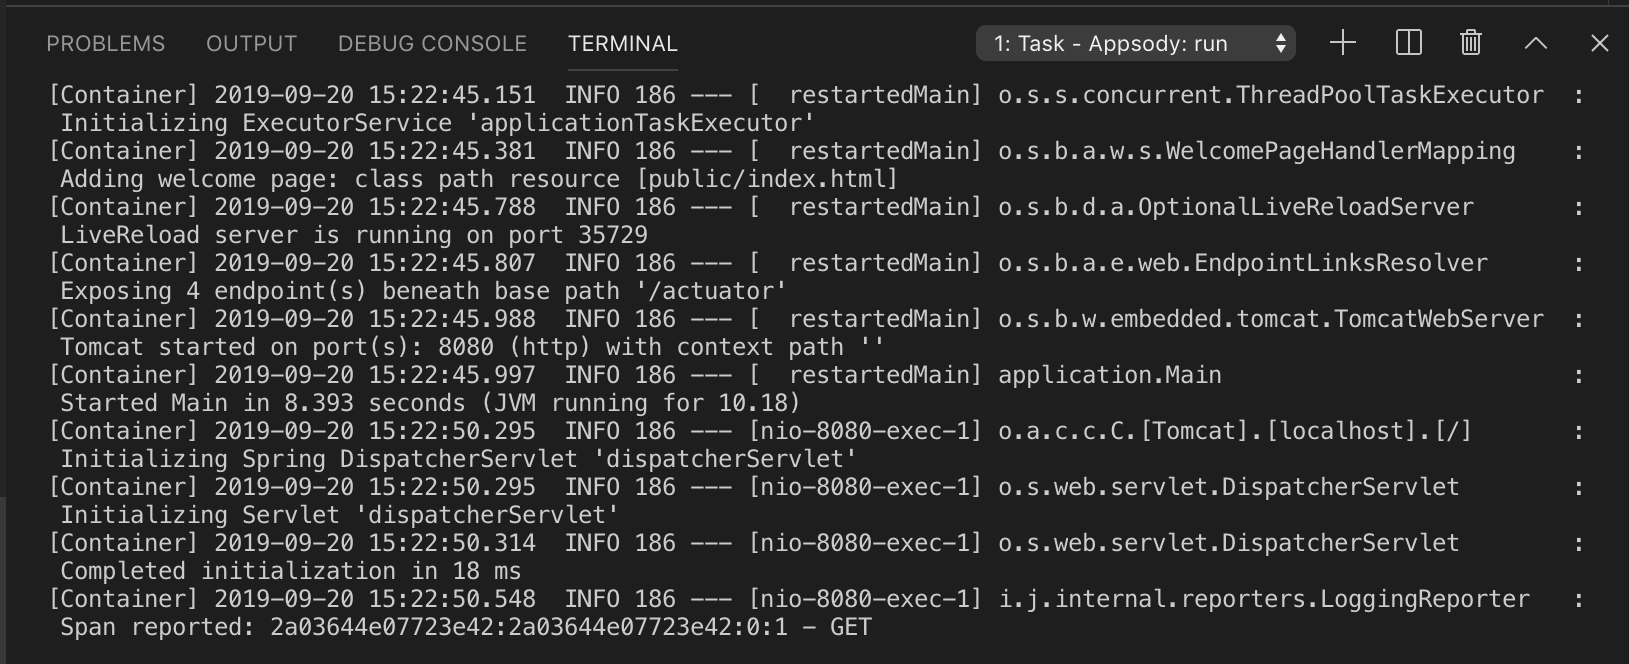 PROBLEMS OUTPUT DEBUG CONSOLE TERMINAL 1: Task - Appsody: run
[Container] 2019-09-20 15:22:45.151  INFO 186 --- [  restartedMain] o.s.s.concurrent.ThreadPoolTaskExecutor  :
Initializing ExecutorService 'applicationTaskExecutor'
[Container] 2019-09-20 15:22:45.381  INFO 186 --- [  restartedMain] o.s.b.a.w.s.WelcomePageHandlerMapping    :
Adding welcome page: class path resource [public/index.html]
[Container] 2019-09-20 15:22:45.788  INFO 186 --- [  restartedMain] o.s.b.d.a.OptionalLiveReloadServer       :
LiveReload server is running on port 35729
[Container] 2019-09-20 15:22:45.807  INFO 186 --- [  restartedMain] o.s.b.a.e.web.EndpointLinksResolver      :
Exposing 4 endpoint(s) beneath base path '/actuator'
[Container] 2019-09-20 15:22:45.988  INFO 186 --- [  restartedMain] o.s.b.w.embedded.tomcat.TomcatWebServer  :
Tomcat started on port(s): 8080 (http) with context path ''
[Container] 2019-09-20 15:22:45.997  INFO 186 --- [  restartedMain] application.Main                         :
Started Main in 8.393 seconds (JVM running for 10.18)
[Container] 2019-09-20 15:22:50.295  INFO 186 --- [nio-8080-exec-1] o.a.c.c.C.[Tomcat].[localhost].[/]       :
Initializing Spring DispatcherServlet 'dispatcherServlet'
[Container] 2019-09-20 15:22:50.295  INFO 186 --- [nio-8080-exec-1] o.s.web.servlet.DispatcherServlet        :
Initializing Servlet 'dispatcherServlet'
[Container] 2019-09-20 15:22:50.314  INFO 186 --- [nio-8080-exec-1] o.s.web.servlet.DispatcherServlet        :
Completed initialization in 18 ms
[Container] 2019-09-20 15:22:50.548  INFO 186 --- [nio-8080-exec-1] i.j.internal.reporters.LoggingReporter   :
Span reported: 2a03644e07723e42:2a03644e07723e42:0:1 - GET